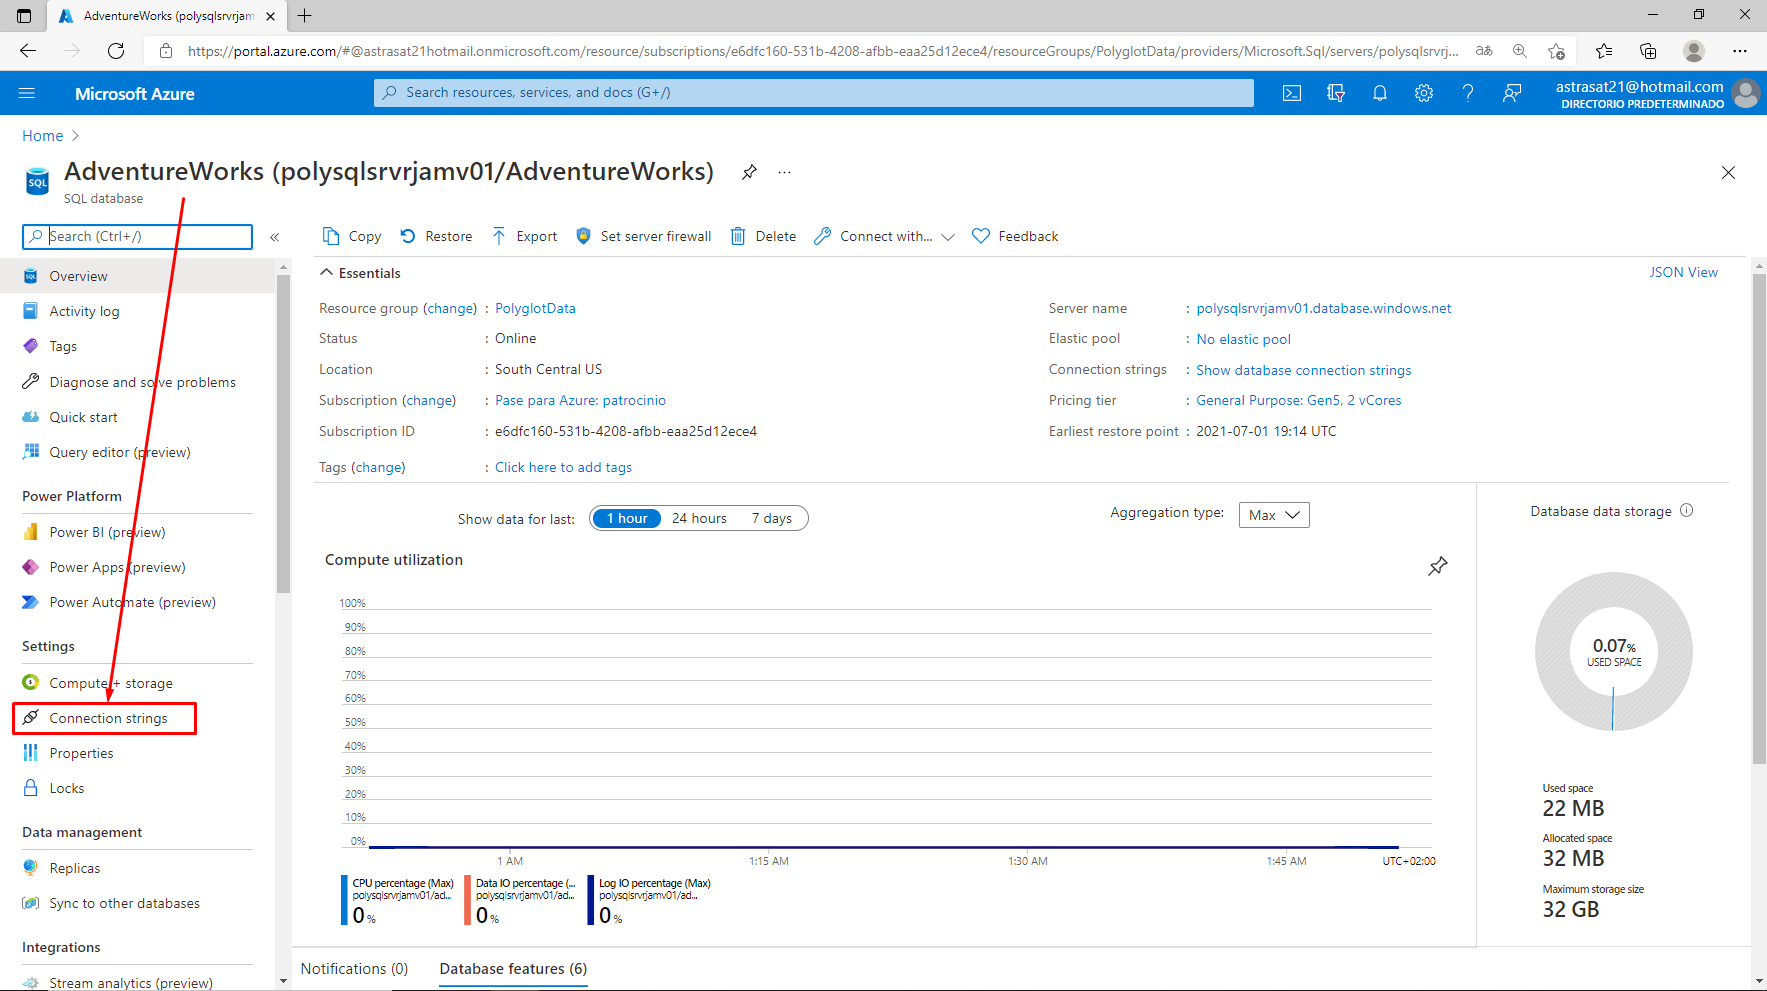 AdventureWorks (polysqlsrvrjam
https://portal.azure.com/#@astrasat21hotmail.onmicrosoft.com/resource/subscriptions/e6dfc160-531b-4208-afbb-eaa25d12ece4/resourceGroups/PolyglotData/providers/Microsoft.Sql/servers/polysqlsrvrj...
aあ
Microsoft Azure
Search resources, services, and docs (G+/)
astrasat21@hotmail.com
DIRECTORIO PREDETERMINADO
Home
AdventureWorks (polysqlsrvrjamv01/AdventureWorks)
SQL
SQL database
Search (Ctrl+/)
Overview
Activity log
Tags
Diagnose and solve problems
Quick start
Query editor (preview)
Power Platform
Power BI (preview)
Power Apps (preview)
Power Automate (preview)
Settings
Compute + storage
Connection strings
Properties
Locks
Data management
Replicas
Sync to other databases
Integrations
Stream analytics (preview)
Copy Restore Export Set server firewall Delete Connect with... Feedback
Essentials
JSON View
Resource group (change) : PolyglotData
Status : Online
Location : South Central US
Subscription (change) : Pase para Azure: patrocinio
Subscription ID : e6dfc160-531b-4208-afbb-eaa25d12ece4
Tags (change) : Click here to add tags
Server name : polysqlsrvrjamv01.database.windows.net
Elastic pool : No elastic pool
Connection strings : Show database connection strings
Pricing tier : General Purpose: Gen5, 2 vCores
Earliest restore point : 2021-07-01 19:14 UTC
Show data for last: 1 hour 24 hours 7 days
Aggregation type: Max
Compute utilization
100%
90%
80%
70%
60%
50%
40%
30%
20%
10%
0%
1 AM 1:15 AM 1:30 AM 1:45 AM UTC+02:00
CPU percentage (Max)
polysqlsrvrjamv01/ad...
0 %
Data IO percentage (...
polysqlsrvrjamv01/ad...
0 %
Log IO percentage (Max)
polysqlsrvrjamv01/ad...
0 %
Database data storage
0.07%
USED SPACE
Used space
22 MB
Allocated space
32 MB
Maximum storage size
32 GB
Notifications (0) Database features (6)